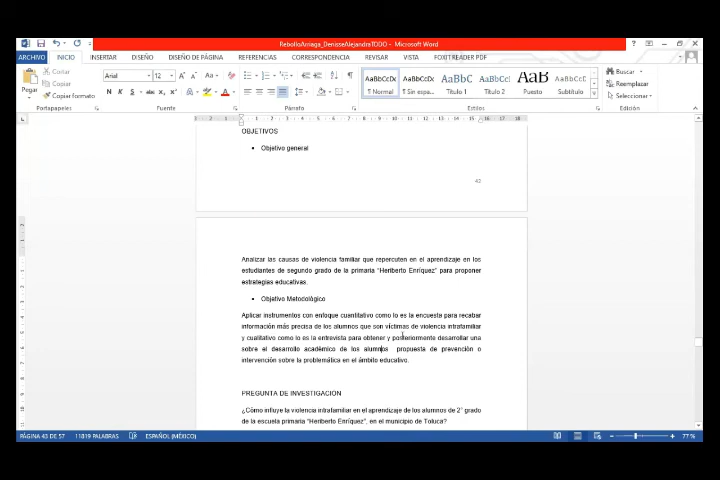 RebolloArriaga_DenisseAlejandraTODO - Microsoft Word
ARCHIVO INICIO INSERTAR DISEÑO DISEÑO DE PÁGINA REFERENCIAS CORRESPONDENCIA REVISAR VISTA FOXIT READER PDF
Pegar
Cortar
Copiar
Copiar formato
Portapapeles
Arial 12
N K S abc X₂ X²
Fuente
Párrafo
AaBbCcDc AaBbCcDc AaBbC AaBbCcI AaB AaBbCcC
¶ Normal ¶ Sin espa... Título 1 Título 2 Puesto Subtítulo
Estilos
Buscar
Reemplazar
Seleccionar
Edición
OBJETIVOS
• Objetivo general
43
Analizar las causas de violencia familiar que repercuten en el aprendizaje en los
estudiantes de segundo grado de la primaria "Heriberto Enríquez" para proponer
estrategias educativas.
• Objetivo Metodológico
Aplicar instrumentos con enfoque cuantitativo como lo es la encuesta para recabar
información más precisa de los alumnos que son víctimas de violencia intrafamiliar
y cualitativo como lo es la entrevista para obtener y posteriormente desarrollar una
sobre el desarrollo académico de los alumnos propuesta de prevención o
intervención sobre la problemática en el ámbito educativo.
PREGUNTA DE INVESTIGACION
¿Cómo influye la violencia intrafamiliar en el aprendizaje de los alumnos de 2° grado
de la escuela primaria "Heriberto Enríquez", en el municipio de Toluca?
PÁGINA 43 DE 57 11819 PALABRAS ESPAÑOL (MÉXICO) 77 %